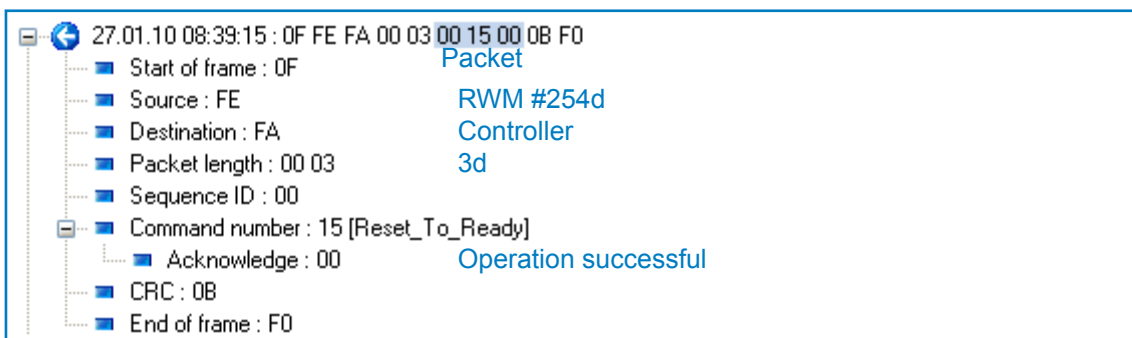 27.01.10 08:39:15 : 0F FE FA 00 03 00 15 00 0B F0
Packet
Start of frame : 0F
Source : FE RWM #254d
Destination : FA Controller
Packet length : 00 03 3d
Sequence ID : 00
Command number : 15 [Reset_To_Ready]
Acknowledge : 00 Operation successful
CRC : 0B
End of frame : F0